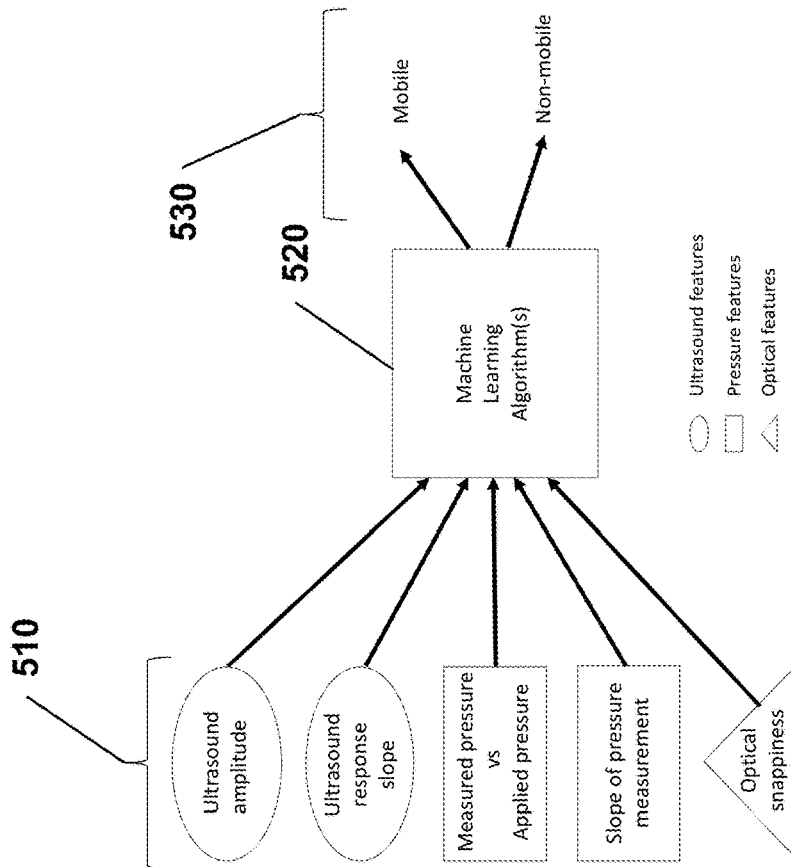 510
Ultrasound
amplitude
Ultrasound
response
slope
Measured pressure
vs
Applied pressure
Slope of pressure
measurement
Optical
snappiness
520
Machine
Learning
Algorithm(s)
530
Mobile
Non-mobile
Ultrasound features
Pressure features
Optical features